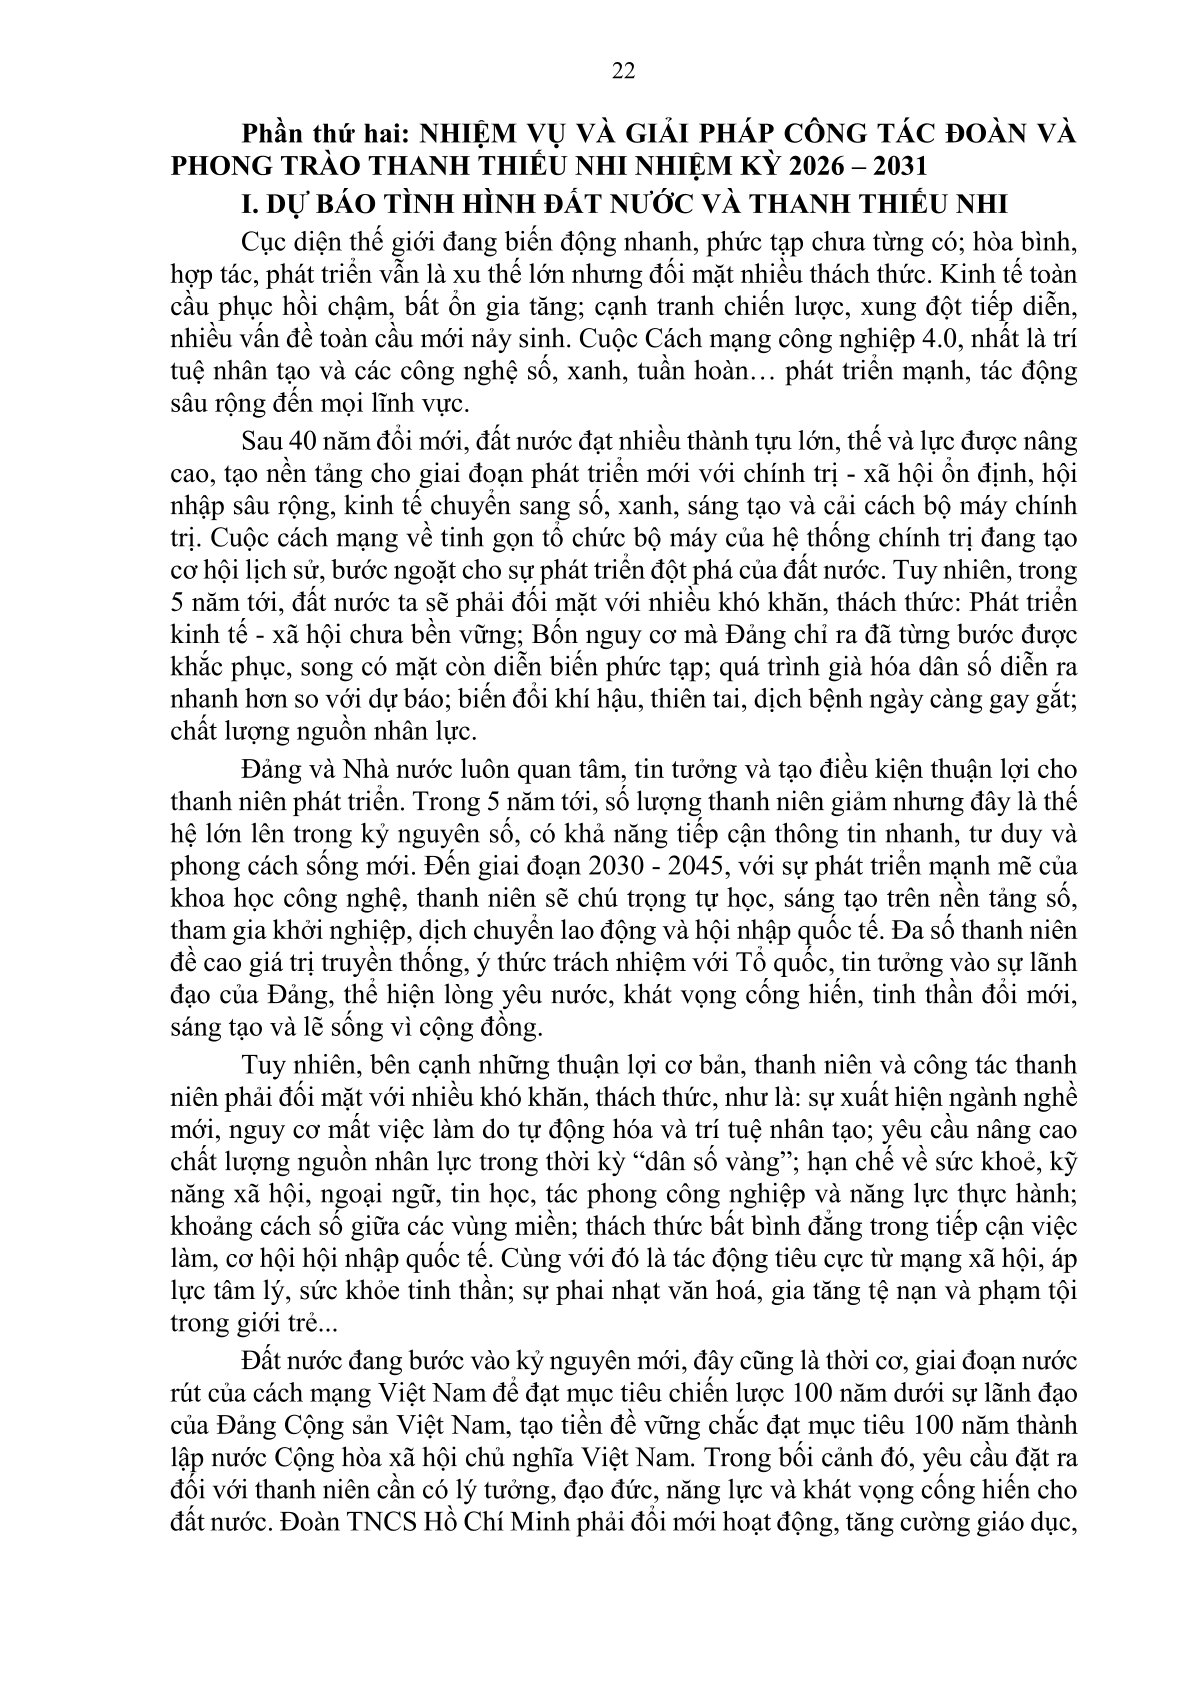 22
Phần thứ hai: NHIỆM VỤ VÀ GIẢI PHÁP CÔNG TÁC ĐOÀN VÀ
PHONG TRÀO THANH THIẾU NHI NHIỆM KỲ 2026 – 2031
I. DỰ BÁO TÌNH HÌNH ĐẤT NƯỚC VÀ THANH THIẾU NHI
Cục diện thế giới đang biến động nhanh, phức tạp chưa từng có; hòa bình,
hợp tác, phát triển vẫn là xu thế lớn nhưng đối mặt nhiều thách thức. Kinh tế toàn
cầu phục hồi chậm, bất ổn gia tăng; cạnh tranh chiến lược, xung đột tiếp diễn,
nhiều vấn đề toàn cầu mới nảy sinh. Cuộc Cách mạng công nghiệp 4.0, nhất là trí
tuệ nhân tạo và các công nghệ số, xanh, tuần hoàn… phát triển mạnh, tác động
sâu rộng đến mọi lĩnh vực.
Sau 40 năm đổi mới, đất nước đạt nhiều thành tựu lớn, thế và lực được nâng
cao, tạo nền tảng cho giai đoạn phát triển mới với chính trị - xã hội ổn định, hội
nhập sâu rộng, kinh tế chuyển sang số, xanh, sáng tạo và cải cách bộ máy chính
trị. Cuộc cách mạng về tinh gọn tổ chức bộ máy của hệ thống chính trị đang tạo
cơ hội lịch sử, bước ngoặt cho sự phát triển đột phá của đất nước. Tuy nhiên, trong
5 năm tới, đất nước ta sẽ phải đối mặt với nhiều khó khăn, thách thức: Phát triển
kinh tế - xã hội chưa bền vững; Bốn nguy cơ mà Đảng chỉ ra đã từng bước được
khắc phục, song có mặt còn diễn biến phức tạp; quá trình già hóa dân số diễn ra
nhanh hơn so với dự báo; biến đổi khí hậu, thiên tai, dịch bệnh ngày càng gay gắt;
chất lượng nguồn nhân lực.
Đảng và Nhà nước luôn quan tâm, tin tưởng và tạo điều kiện thuận lợi cho
thanh niên phát triển. Trong 5 năm tới, số lượng thanh niên giảm nhưng đây là thế
hệ lớn lên trong kỷ nguyên số, có khả năng tiếp cận thông tin nhanh, tư duy và
phong cách sống mới. Đến giai đoạn 2030 - 2045, với sự phát triển mạnh mẽ của
khoa học công nghệ, thanh niên sẽ chú trọng tự học, sáng tạo trên nền tảng số,
tham gia khởi nghiệp, dịch chuyển lao động và hội nhập quốc tế. Đa số thanh niên
đề cao giá trị truyền thống, ý thức trách nhiệm với Tổ quốc, tin tưởng vào sự lãnh
đạo của Đảng, thể hiện lòng yêu nước, khát vọng cống hiến, tinh thần đổi mới,
sáng tạo và lẽ sống vì cộng đồng.
Tuy nhiên, bên cạnh những thuận lợi cơ bản, thanh niên và công tác thanh
niên phải đối mặt với nhiều khó khăn, thách thức, như là: sự xuất hiện ngành nghề
mới, nguy cơ mất việc làm do tự động hóa và trí tuệ nhân tạo; yêu cầu nâng cao
chất lượng nguồn nhân lực trong thời kỳ “dân số vàng”; hạn chế về sức khoẻ, kỹ
năng xã hội, ngoại ngữ, tin học, tác phong công nghiệp và năng lực thực hành;
khoảng cách số giữa các vùng miền; thách thức bất bình đẳng trong tiếp cận việc
làm, cơ hội hội nhập quốc tế. Cùng với đó là tác động tiêu cực từ mạng xã hội, áp
lực tâm lý, sức khỏe tinh thần; sự phai nhạt văn hoá, gia tăng tệ nạn và phạm tội
trong giới trẻ...
Đất nước đang bước vào kỷ nguyên mới, đây cũng là thời cơ, giai đoạn nước
rút của cách mạng Việt Nam để đạt mục tiêu chiến lược 100 năm dưới sự lãnh đạo
của Đảng Cộng sản Việt Nam, tạo tiền đề vững chắc đạt mục tiêu 100 năm thành
lập nước Cộng hòa xã hội chủ nghĩa Việt Nam. Trong bối cảnh đó, yêu cầu đặt ra
đối với thanh niên cần có lý tưởng, đạo đức, năng lực và khát vọng cống hiến cho
đất nước. Đoàn TNCS Hồ Chí Minh phải đổi mới hoạt động, tăng cường giáo dục,